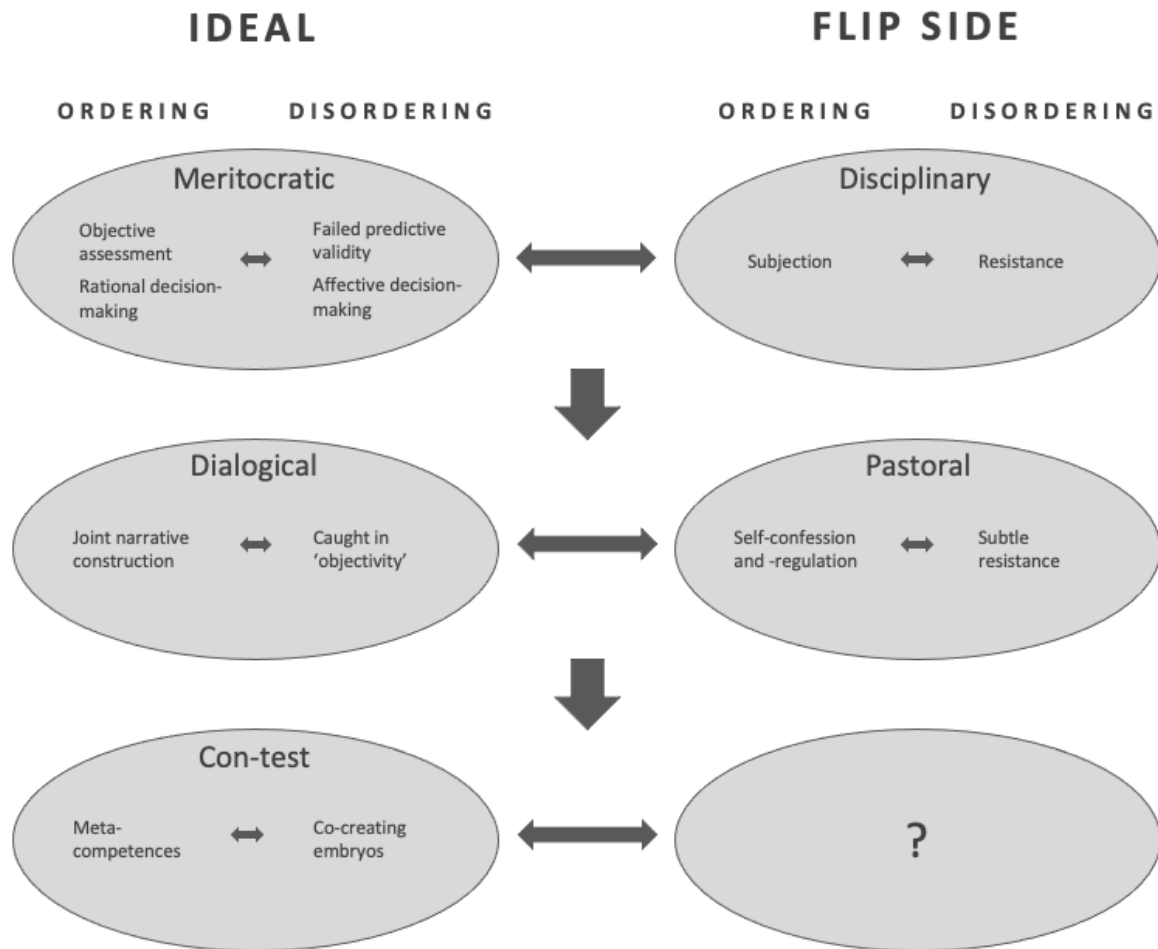 IDEAL
FLIP SIDE
ORDERING
DISORDERING
ORDERING
DISORDERING
Meritocratic
Objective
assessment
Rational decision-
making
Failed predictive
validity
Affective decision-
making
Disciplinary
Subjection
Resistance
Dialogical
Joint narrative
construction
Caught in
‘objectivity’
Pastoral
Self-confession
and -regulation
Subtle
resistance
Con-test
Meta-
competences
Co-creating
embryos
?